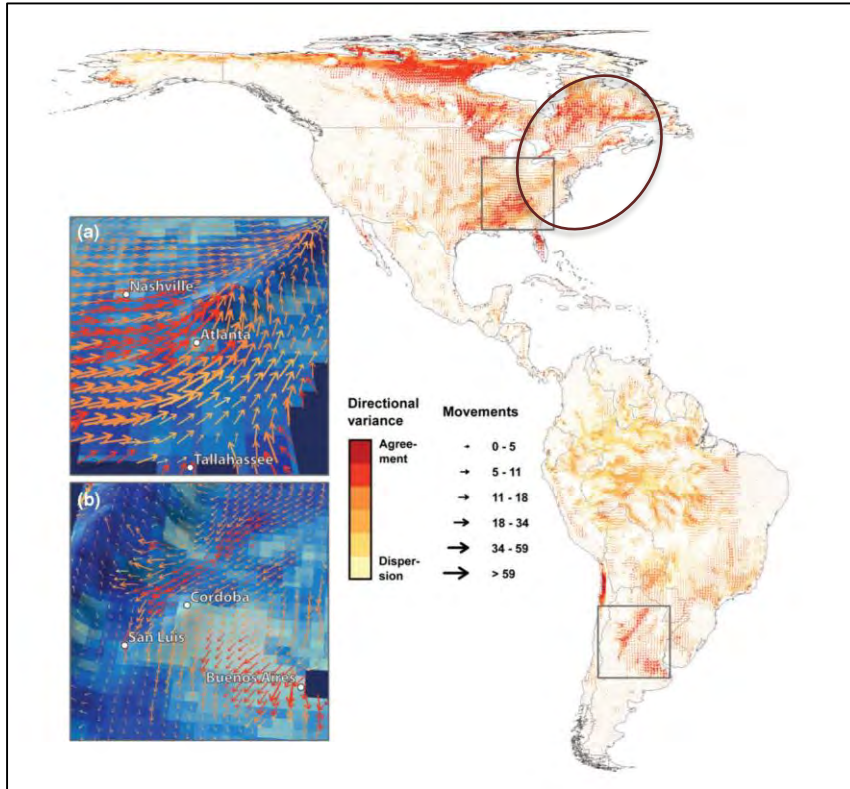 (a)
Nashville
Atlanta
Tallahassee
(b)
Cordoba
San Luis
Buenos Aires
Directional
variance
Agree-
ment
Disper-
sion
Movements
0 - 5
5 - 11
11 - 18
18 - 34
34 - 59
> 59